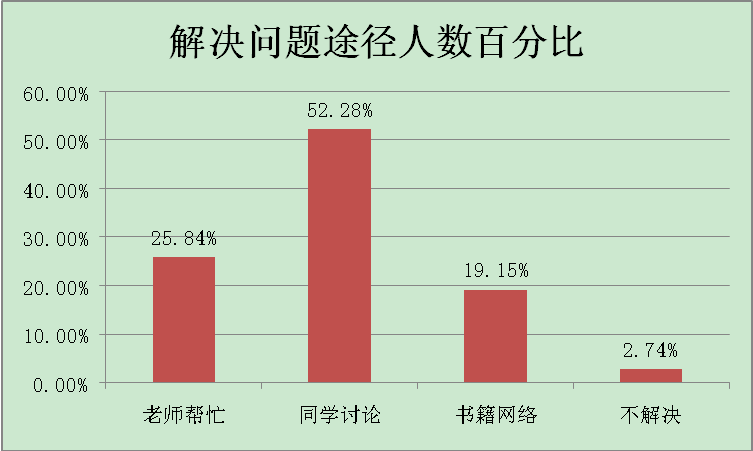 解决问题途径人数百分比
60.00%
50.00%
40.00%
30.00%
20.00%
10.00%
0.00%
25.84%
52.28%
19.15%
2.74%
老师帮忙
同学讨论
书籍网络
不解决